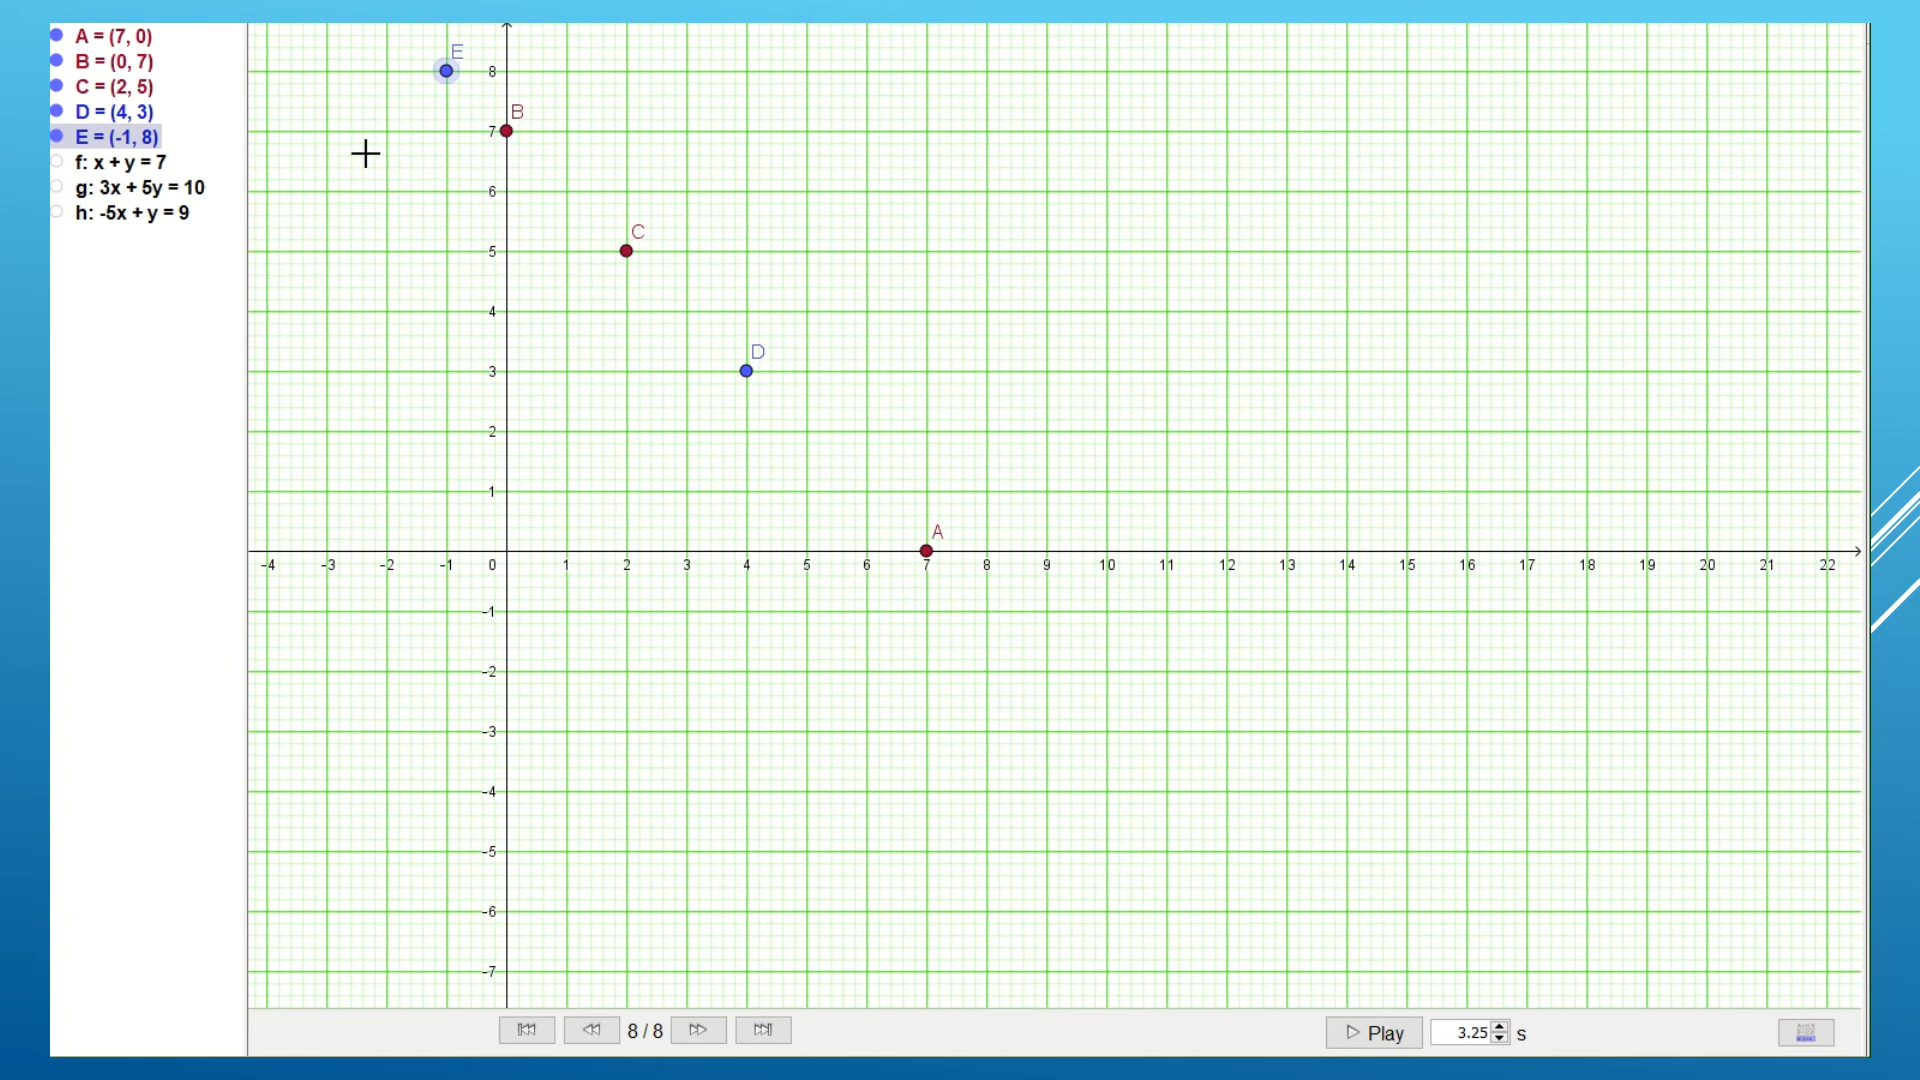 A = (7, 0)
B = (0, 7)
C = (2, 5)
D = (4, 3)
E = (-1, 8)
f: x + y = 7
g: 3x + 5y = 10
h: -5x + y = 9
E
8
B
7
6
C
5
4
D
3
2
1
A
-4 -3 -2 -1 0 1 2 3 4 5 6 7 8 9 10 11 12 13 14 15 16 17 18 19 20 21 22
-1
-2
-3
-4
-5
-6
-7
8 / 8 Play 3.25 s